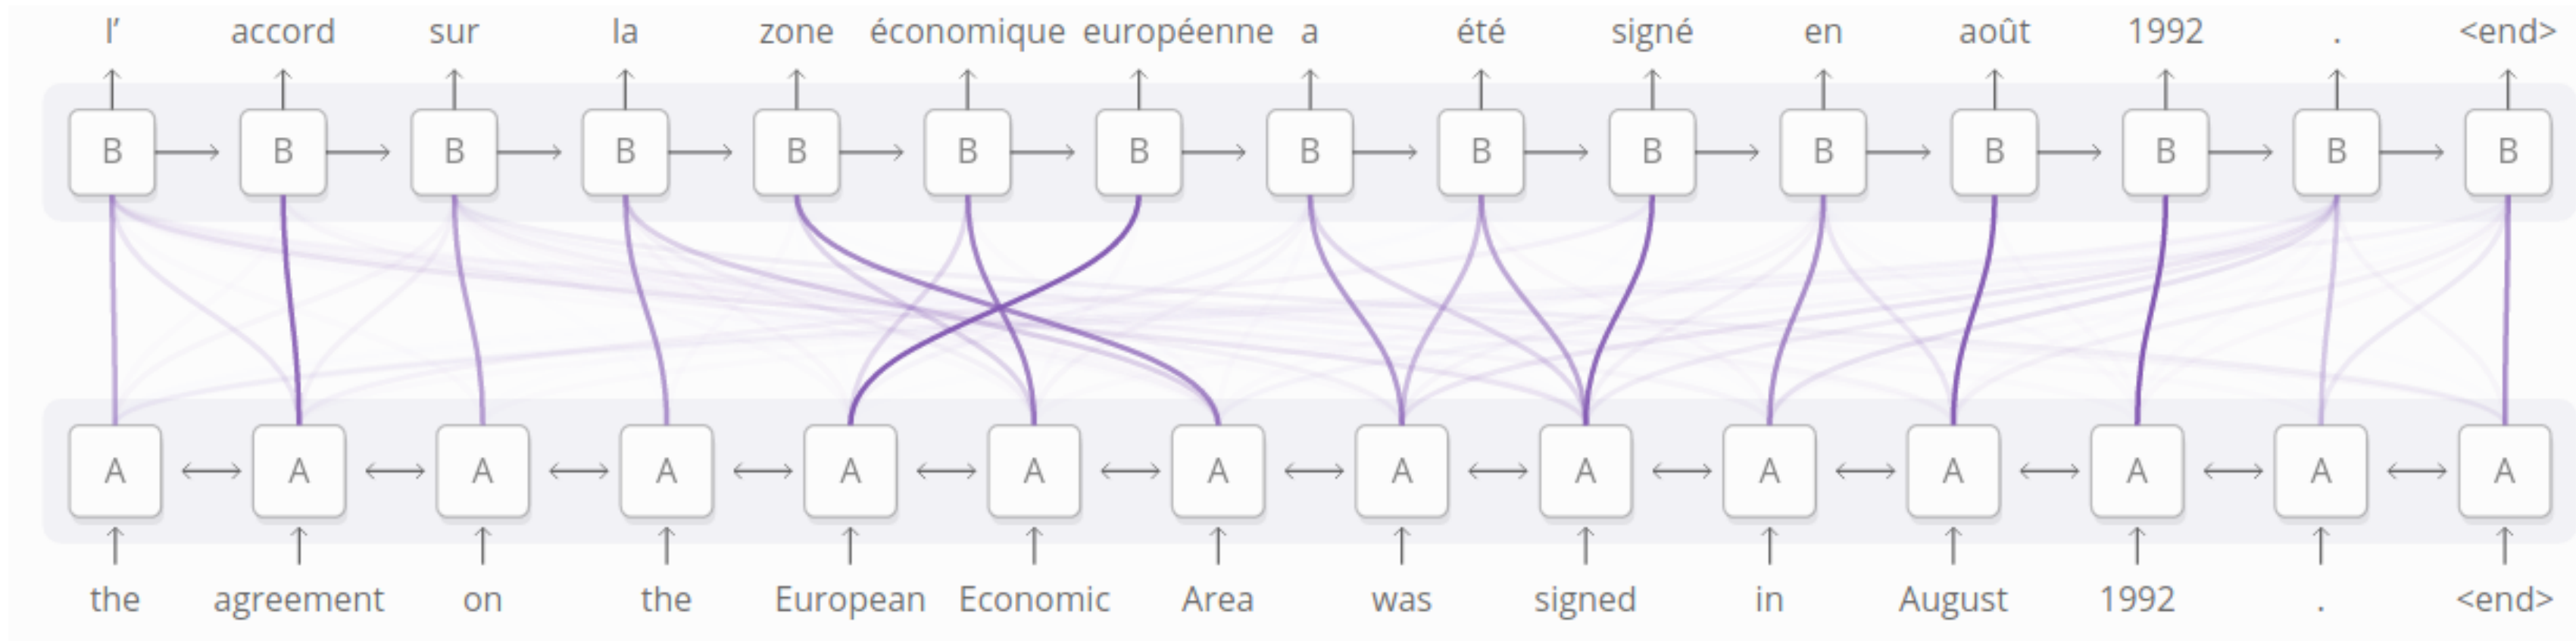 l’ accord sur la zone économique européenne a été signé en août 1992 . <end>
B B B B B B B B B B B B B B B
A A A A A A A A A A A A A A
the agreement on the European Economic Area was signed in August 1992 . <end>